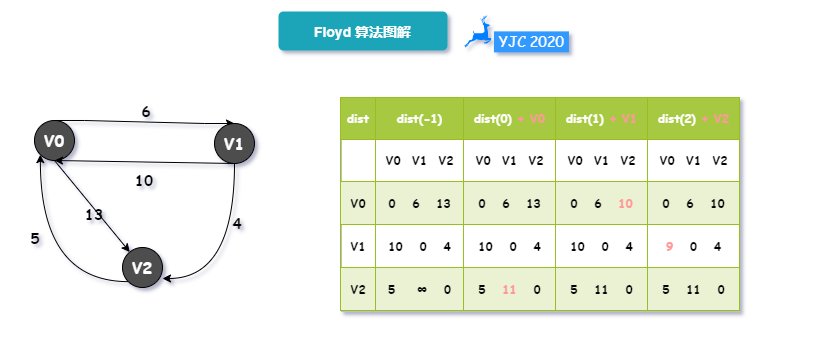 Floyd 算法图解
YJC 2020
6
V0
V1
10
13
5
4
V2
dist dist(-1) dist(0) + V0 dist(1) + V1 dist(2) + V2
V0 V1 V2 V0 V1 V2 V0 V1 V2 V0 V1 V2
V0 0 6 13 0 6 13 0 6 10 0 6 10
V1 10 0 4 10 0 4 10 0 4 9 0 4
V2 5 ∞ 0 5 11 0 5 11 0 5 11 0